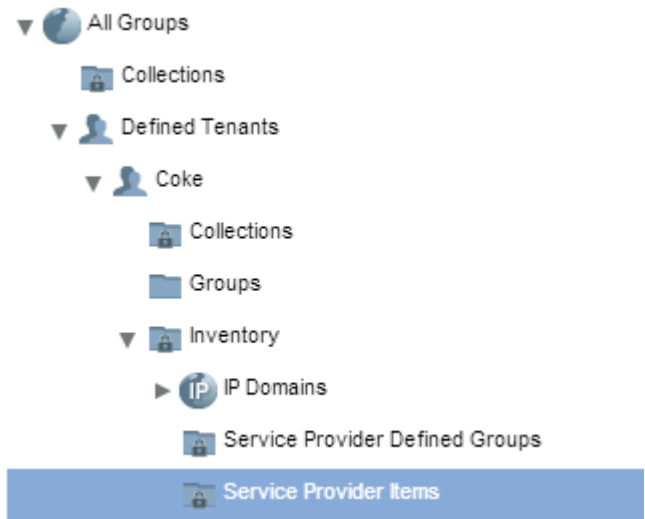 All Groups
Collections
Defined Tenants
Coke
Collections
Groups
Inventory
IP IP Domains
Service Provider Defined Groups
Service Provider Items